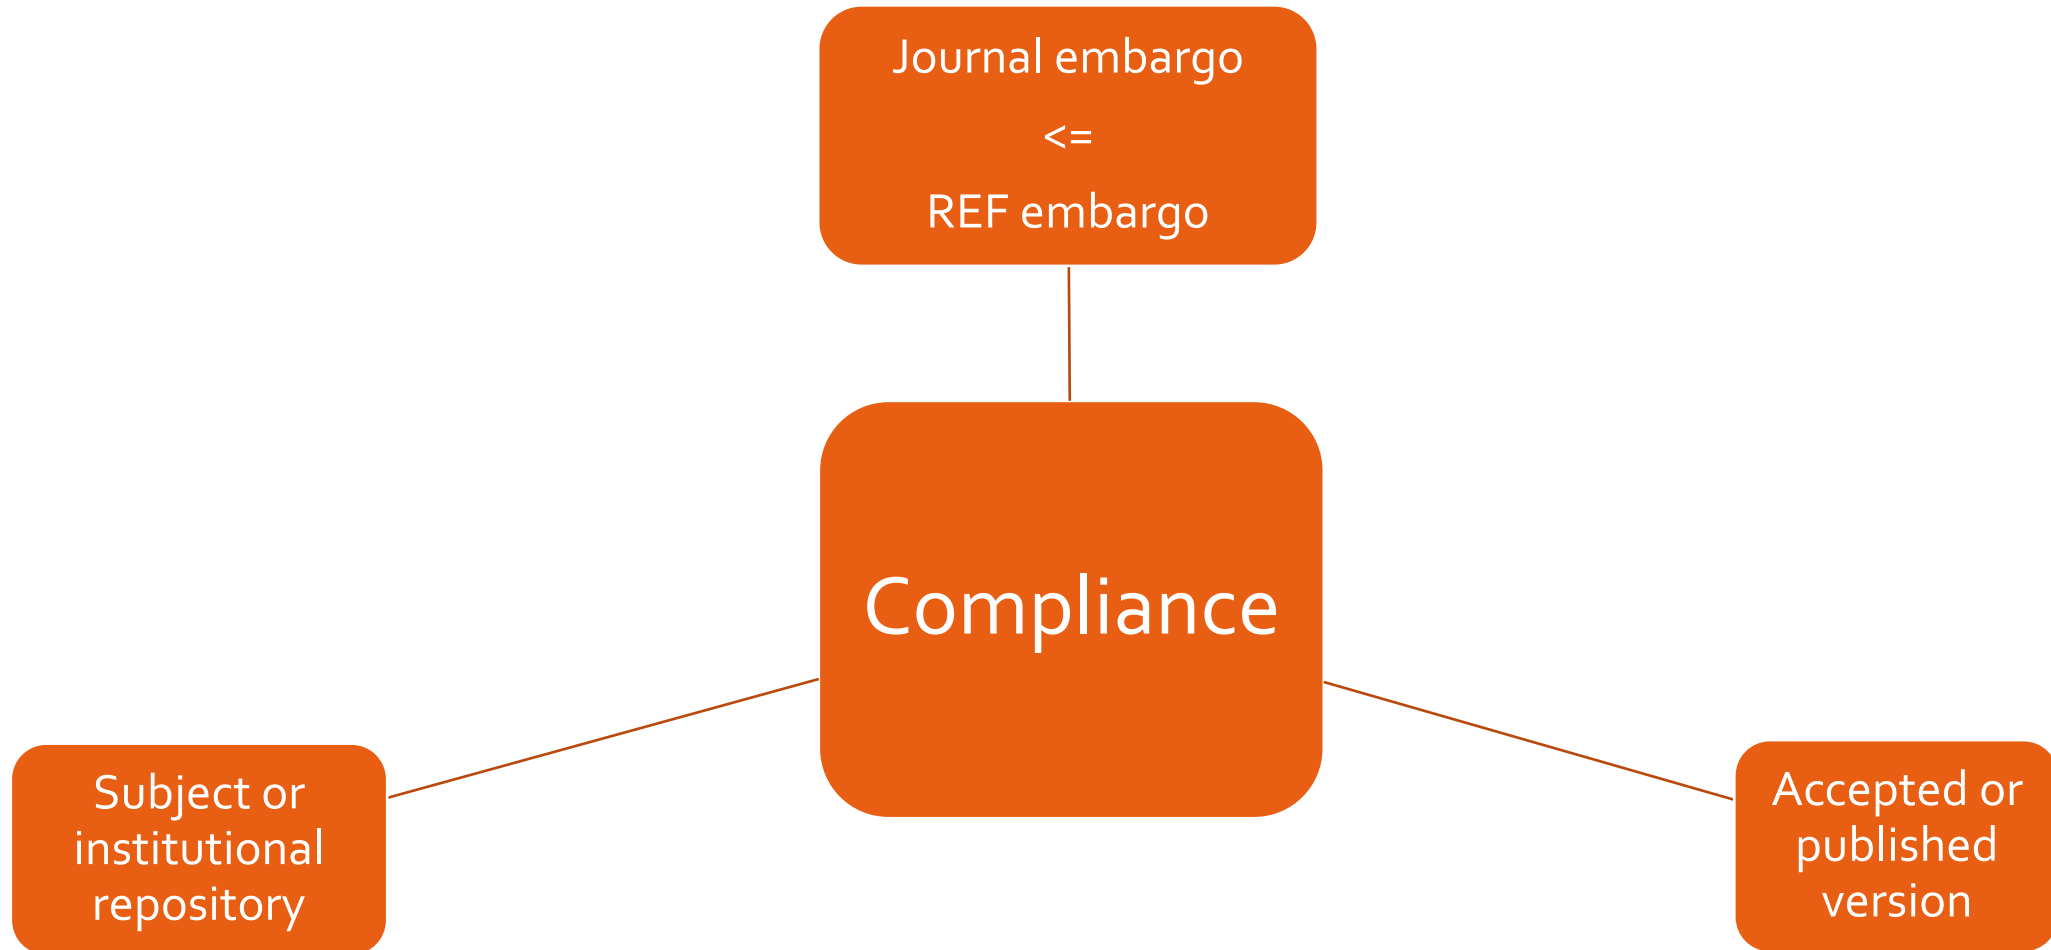 Journal embargo
<=
REF embargo
Compliance
Subject or
institutional
repository
Accepted or
published
version